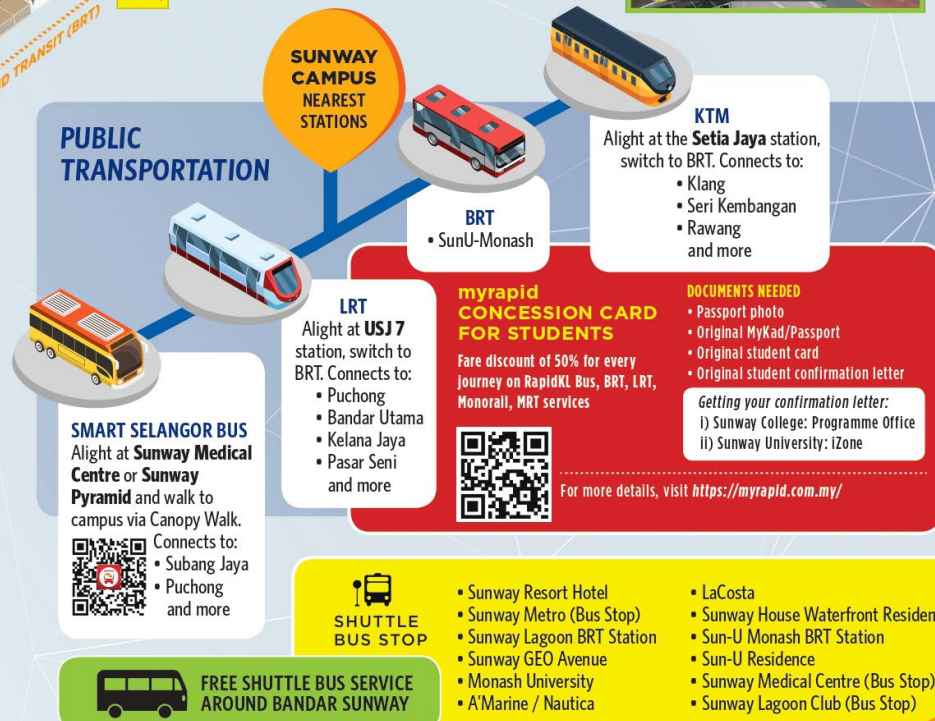 D TRANSIT (BRT)
SUNWAY
CAMPUS
NEAREST
STATIONS
PUBLIC
TRANSPORTATION
KTM
Alight at the Setia Jaya station,
switch to BRT. Connects to:
• Klang
• Seri Kembangan
• Rawang
and more
BRT
• SunU-Monash
LRT
Alight at USJ 7
station, switch to
BRT. Connects to:
• Puchong
• Bandar Utama
• Kelana Jaya
• Pasar Seni
and more
SMART SELANGOR BUS
Alight at Sunway Medical
Centre or Sunway
Pyramid and walk to
campus via Canopy Walk.
Connects to:
• Subang Jaya
• Puchong
and more
myrapid
CONCESSION CARD
FOR STUDENTS
Fare discount of 50% for every
journey on RapidKL Bus, BRT, LRT,
Monorail, MRT services
DOCUMENTS NEEDED
• Passport photo
• Original MyKad/Passport
• Original student card
• Original student confirmation letter
Getting your confirmation letter:
i) Sunway College: Programme Office
ii) Sunway University: iZone
For more details, visit https://myrapid.com.my/
SHUTTLE
BUS STOP
• Sunway Resort Hotel
• Sunway Metro (Bus Stop)
• Sunway Lagoon BRT Station
• Sunway GEO Avenue
• Monash University
• A'Marine / Nautica
• LaCosta
• Sunway House Waterfront Residen
• Sun-U Monash BRT Station
• Sun-U Residence
• Sunway Medical Centre (Bus Stop)
• Sunway Lagoon Club (Bus Stop)
FREE SHUTTLE BUS SERVICE
AROUND BANDAR SUNWAY